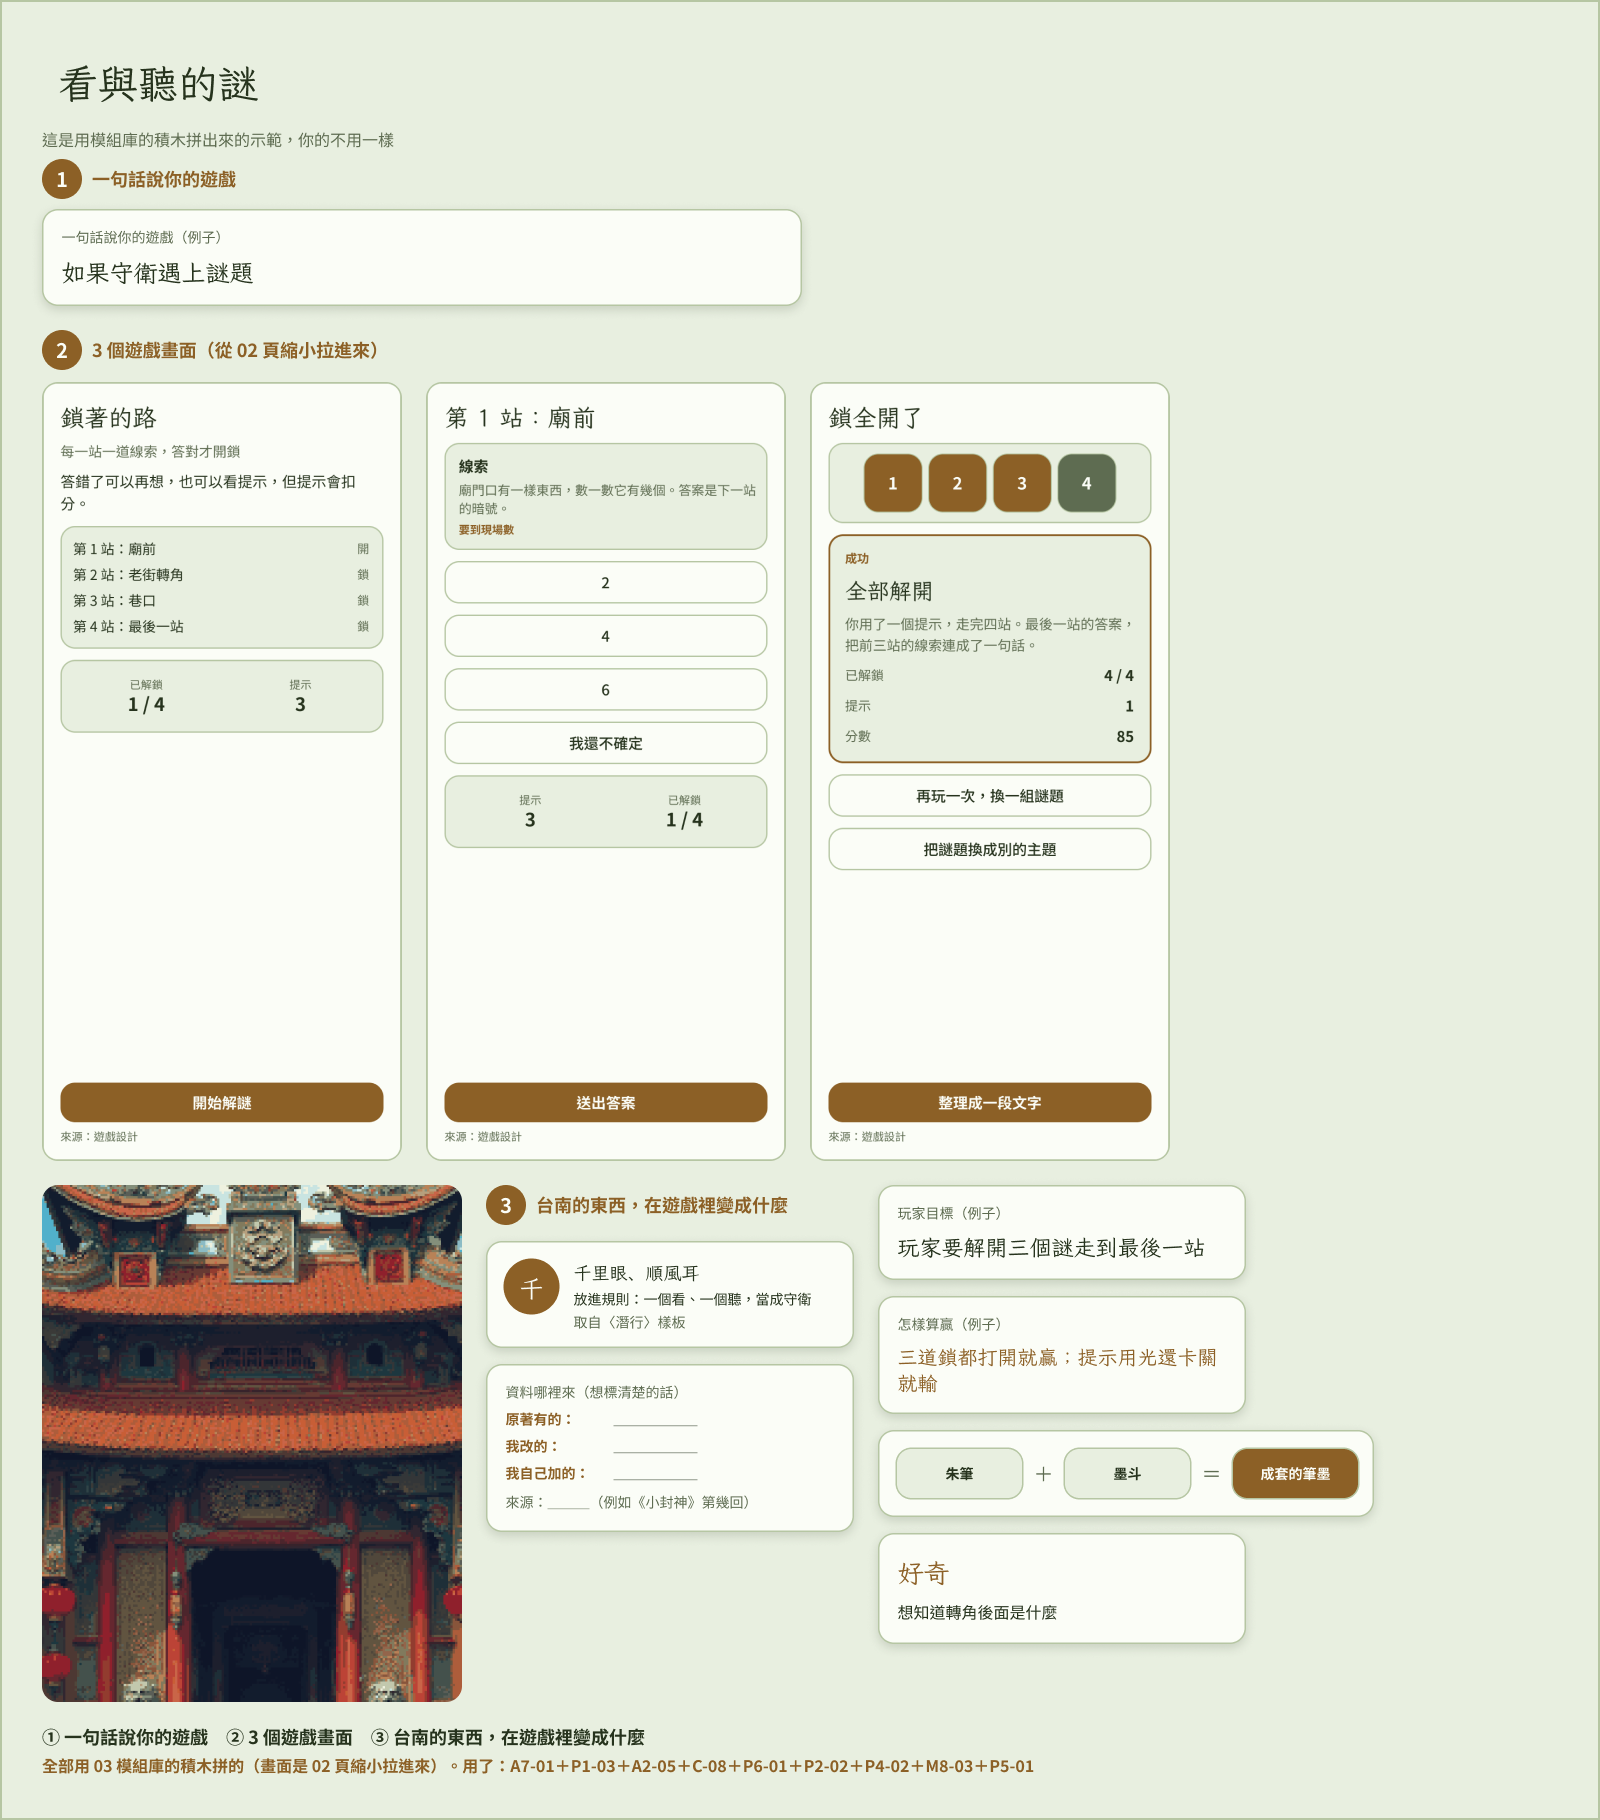 看與聽的謎
這是用模組庫的積木拼出來的示範，你的不用一樣
1 一句話說你的遊戲
一句話說你的遊戲（例子）
如果守衛遇上謎題
2 3 個遊戲畫面（從 02 頁縮小拉進來）
鎖著的路
每一站一道線索，答對才開鎖
答錯了可以再想，也可以看提示，但提示會扣
分。
第 1 站：廟前 開
第 2 站：老街轉角 鎖
第 3 站：巷口 鎖
第 4 站：最後一站 鎖
已解鎖 提示
1 / 4 3
開始解謎
來源：遊戲設計
第 1 站：廟前
線索
廟門口有一樣東西，數一數它有幾個。答案是下一站
的暗號。
要到現場數
2
4
6
我還不確定
提示 已解鎖
3 1 / 4
送出答案
來源：遊戲設計
鎖全開了
1 2 3 4
成功
全部解開
你用了一個提示，走完四站。最後一站的答案，
把前三站的線索連成了一句話。
已解鎖 4 / 4
提示 1
分數 85
再玩一次，換一組謎題
把謎題換成別的主題
整理成一段文字
來源：遊戲設計
3 台南的東西，在遊戲裡變成什麼
千
千里眼、順風耳
放進規則：一個看、一個聽，當成守衛
取自〈潛行〉樣板
資料哪裡來（想標清楚的話）
原著有的：
我改的：
我自己加的：
來源：______（例如《小封神》第幾回）
玩家目標（例子）
玩家要解開三個謎走到最後一站
怎樣算贏（例子）
三道鎖都打開就贏；提示用光還卡關
就輸
朱筆 ＋ 墨斗 ＝ 成套的筆墨
好奇
想知道轉角後面是什麼
① 一句話說你的遊戲 ② 3 個遊戲畫面 ③ 台南的東西，在遊戲裡變成什麼
全部用 03 模組庫的積木拼的（畫面是 02 頁縮小拉進來）。用了：A7-01＋P1-03＋A2-05＋C-08＋P6-01＋P2-02＋P4-02＋M8-03＋P5-01